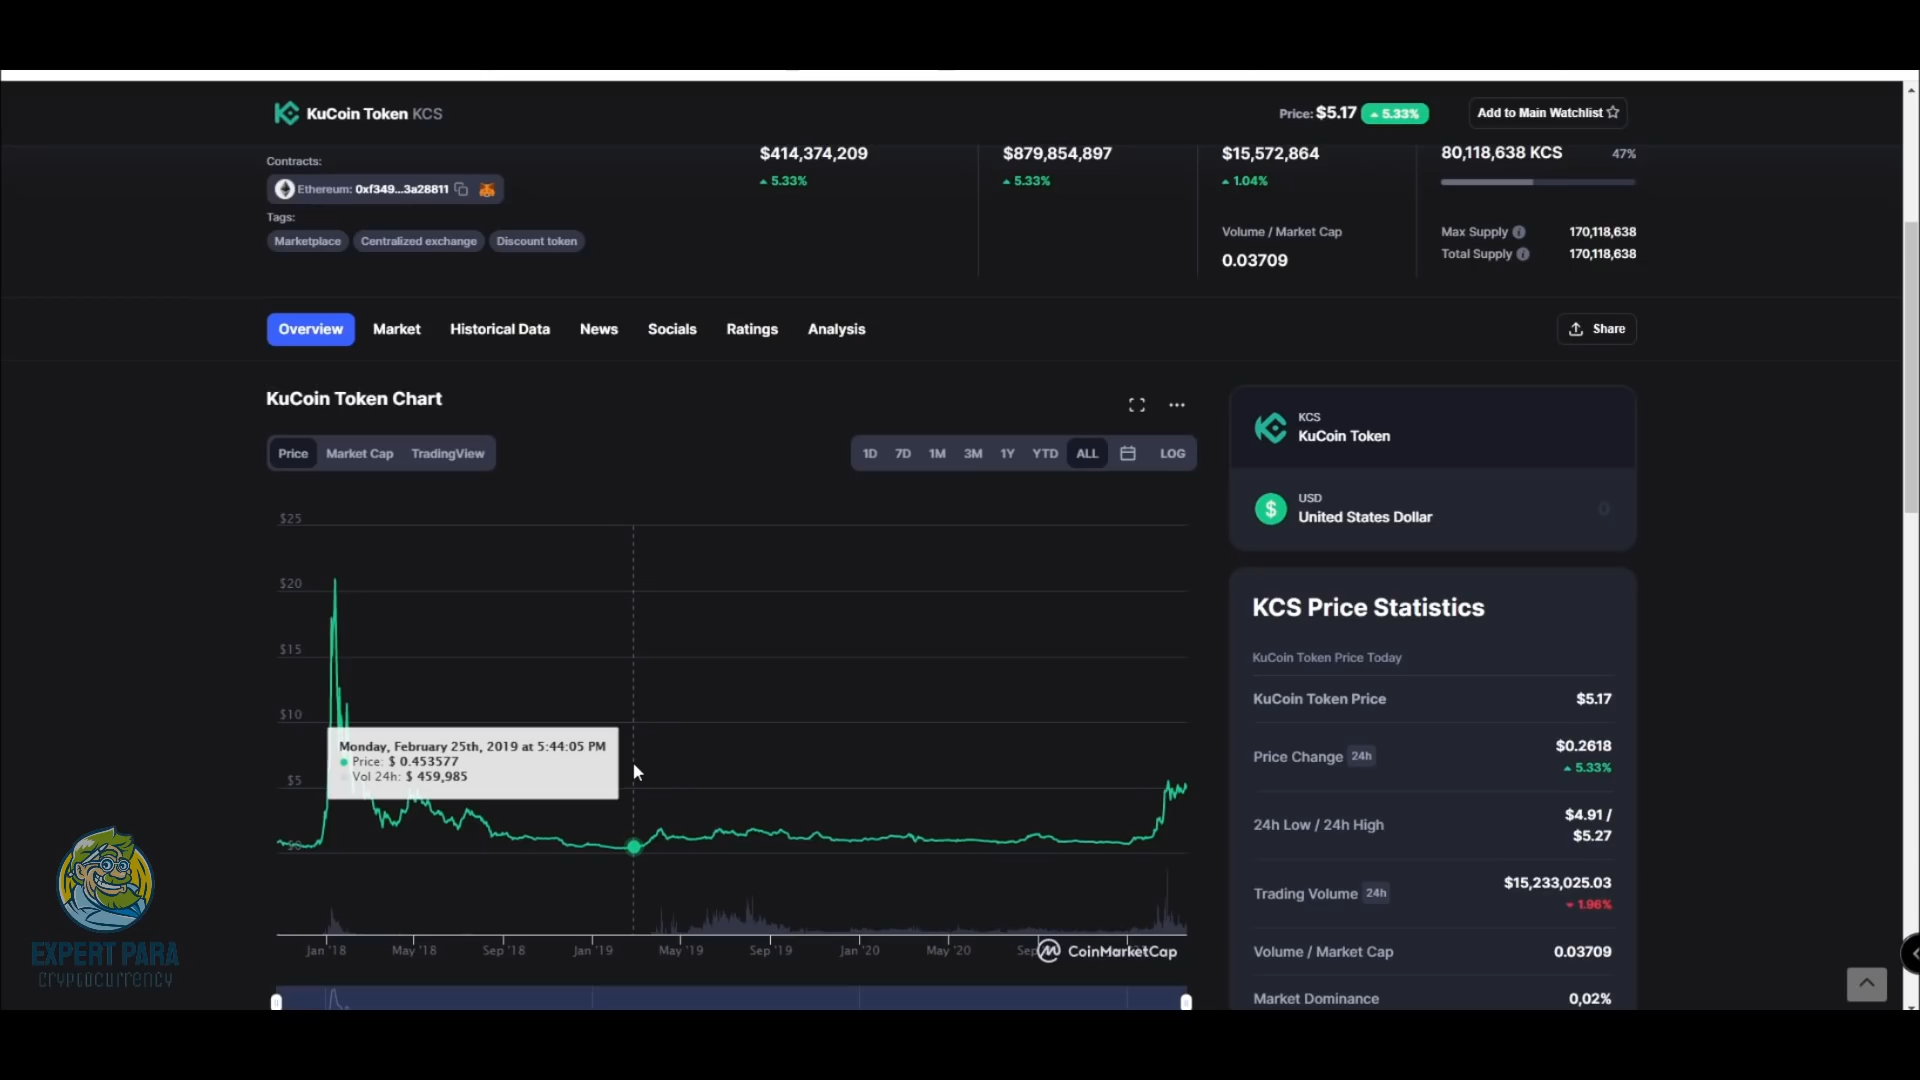 KuCoin Token KCS
Price: $5.17 5.33%
Add to Main Watchlist
Contracts:
Ethereum: 0xf349...3a28811
Tags:
Marketplace Centralized exchange Discount token
$414,374,209
5.33%
$879,854,897
5.33%
$15,572,864
1.04%
Volume / Market Cap
0.03709
80,118,638 KCS 47%
Max Supply 170,118,638
Total Supply 170,118,638
Overview Market Historical Data News Socials Ratings Analysis
Share
KuCoin Token Chart
Price Market Cap TradingView
1D 7D 1M 3M 1Y YTD ALL LOG
$25
$20
$15
$10
$5
$0
Monday, February 25th, 2019 at 5:44:05 PM
Price: $ 0.453577
Vol 24h: $ 459,985
Jan '18 May '18 Sep '18 Jan '19 May '19 Sep '19 Jan '20 May '20 Sep
CoinMarketCap
KCS
KuCoin Token
$
USD
United States Dollar
0
KCS Price Statistics
KuCoin Token Price Today
KuCoin Token Price $5.17
Price Change 24h $0.2618
5.33%
24h Low / 24h High $4.91 /
$5.27
Trading Volume 24h $15,233,025.03
1.96%
Volume / Market Cap 0.03709
Market Dominance 0,02%
EXPERT PARA
CRYPTOCURRENCY